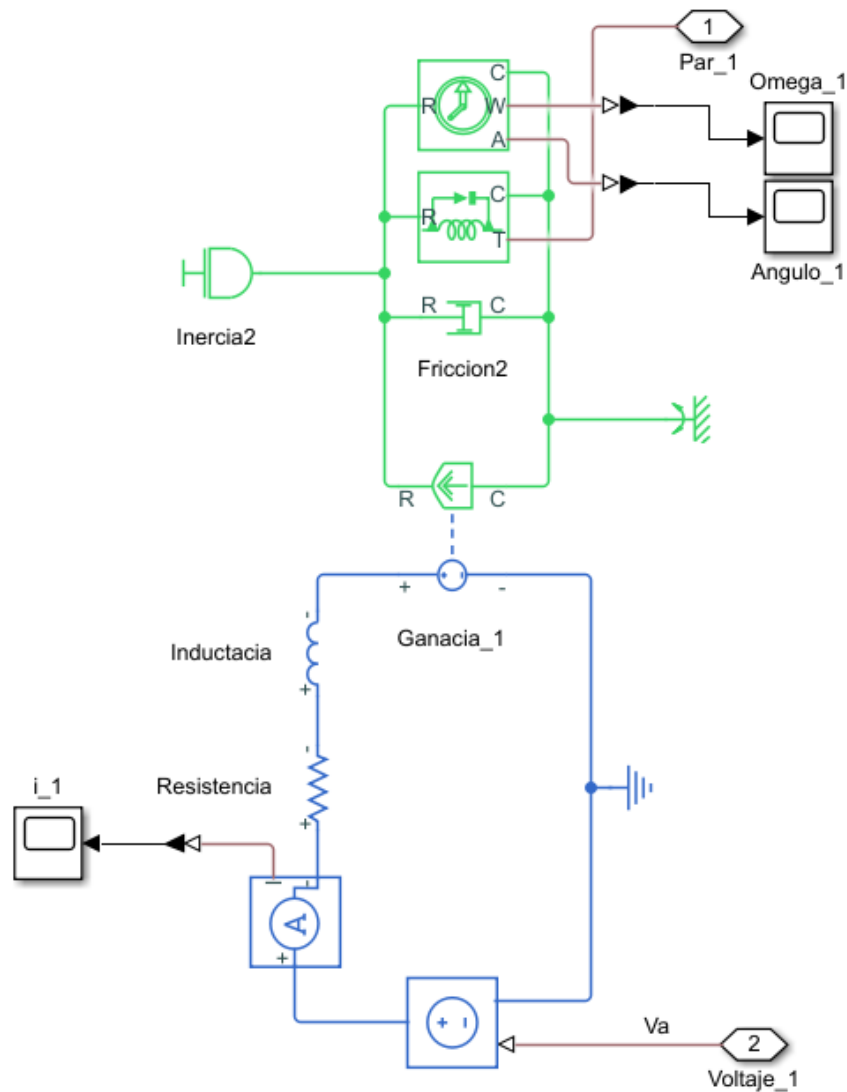 1
Par_1
C
R
W
A
Omega_1
C
R
T
Angulo_1
Inercia2
R
C
Friccion2
R
C
+
-
Ganacia_1
-
Inductacia
+
-
Resistencia
+
i_1
I
-
A
+
+
-
Va
2
Voltaje_1